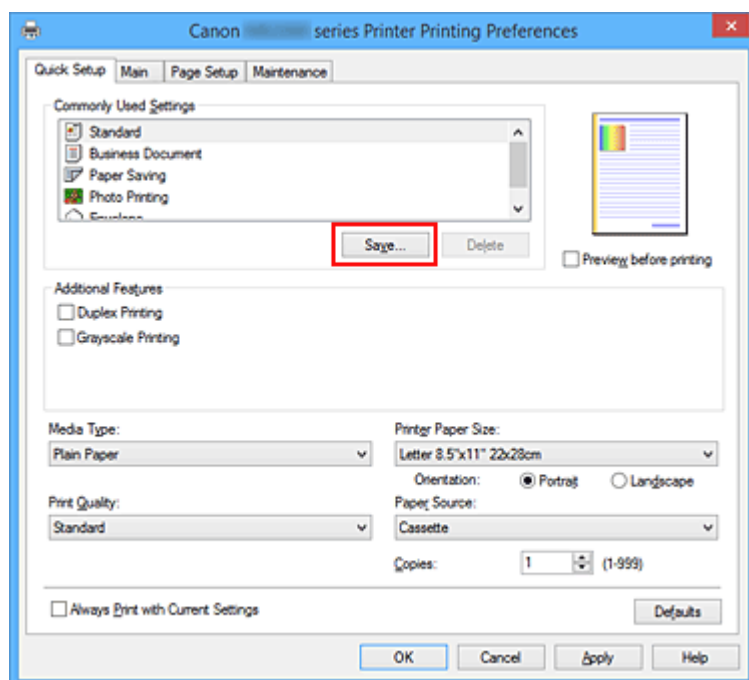 Canon series Printer Printing Preferences
Quick Setup Main Page Setup Maintenance
Commonly Used Settings
Standard
Business Document
Paper Saving
Photo Printing
Envelope
Save... Delete
Preview before printing
Additional Features
Duplex Printing
Grayscale Printing
Media Type:
Plain Paper
Printer Paper Size:
Letter 8.5"x11" 22x28cm
Orientation: Portrait Landscape
Print Quality:
Standard
Paper Source:
Cassette
Copies: 1 (1-999)
Always Print with Current Settings
Defaults
OK Cancel Apply Help